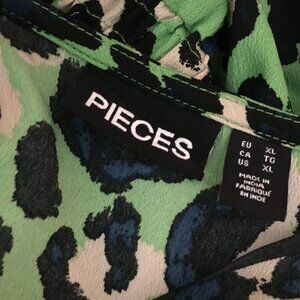 PIECES
EU XL
CA TG
US XL
MADE IN
INDIA
FABRIQUÉ
EN INDE